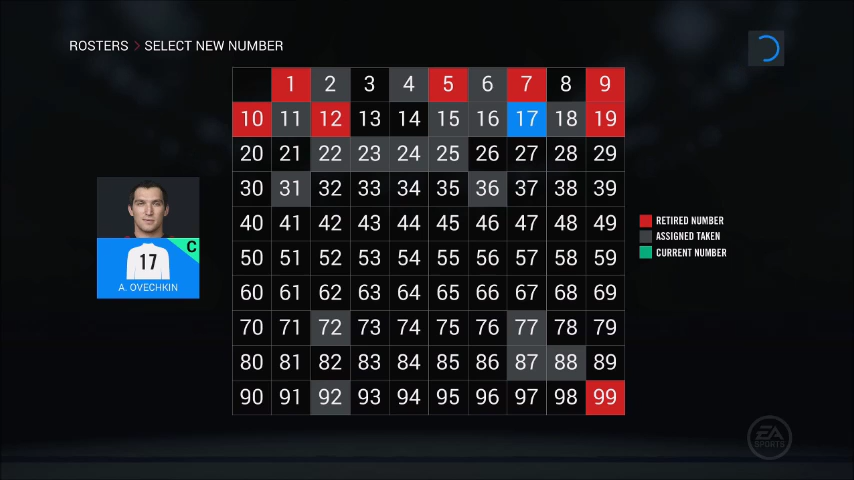 ROSTERS > SELECT NEW NUMBER
1 2 3 4 5 6 7 8 9
10 11 12 13 14 15 16 17 18 19
20 21 22 23 24 25 26 27 28 29
30 31 32 33 34 35 36 37 38 39
40 41 42 43 44 45 46 47 48 49
50 51 52 53 54 55 56 57 58 59
60 61 62 63 64 65 66 67 68 69
70 71 72 73 74 75 76 77 78 79
80 81 82 83 84 85 86 87 88 89
90 91 92 93 94 95 96 97 98 99
C
17
A. OVECHKIN
RETIRED NUMBER
ASSIGNED TAKEN
CURRENT NUMBER
EA
SPORTS